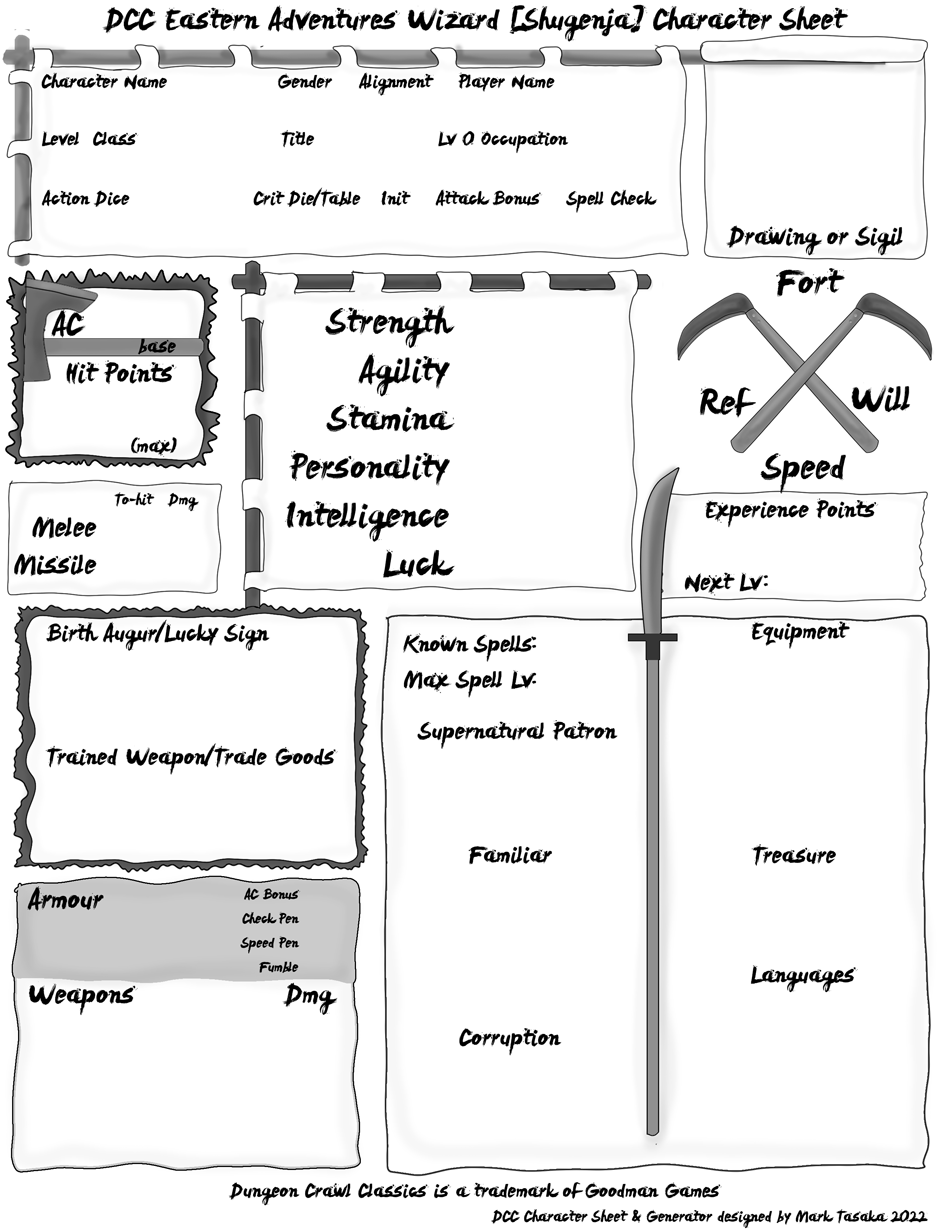 DCC Eastern Adventures Wizard [Shugenja] Character Sheet
Character Name Gender Alignment Player Name
Level Class Title Lv 0 Occupation
Action Dice Crit Die/Table Init Attack Bonus Spell Check
Drawing or Sigil
AC
base
Hit Points
(max)
To-hit Dmg
Melee
Missile
Strength
Agility
Stamina
Personality
Intelligence
Luck
Fort
Ref Will
Speed
Experience Points
Next Lv:
Birth Augur/Lucky Sign
Trained Weapon/Trade Goods
Armour
AC Bonus
Check Pen
Speed Pen
Fumble
Weapons Dmg
Known Spells:
Max Spell Lv:
Supernatural Patron
Familiar
Corruption
Equipment
Treasure
Languages
Dungeon Crawl Classics is a trademark of Goodman Games
DCC Character Sheet & Generator designed by Mark Tasaka 2022